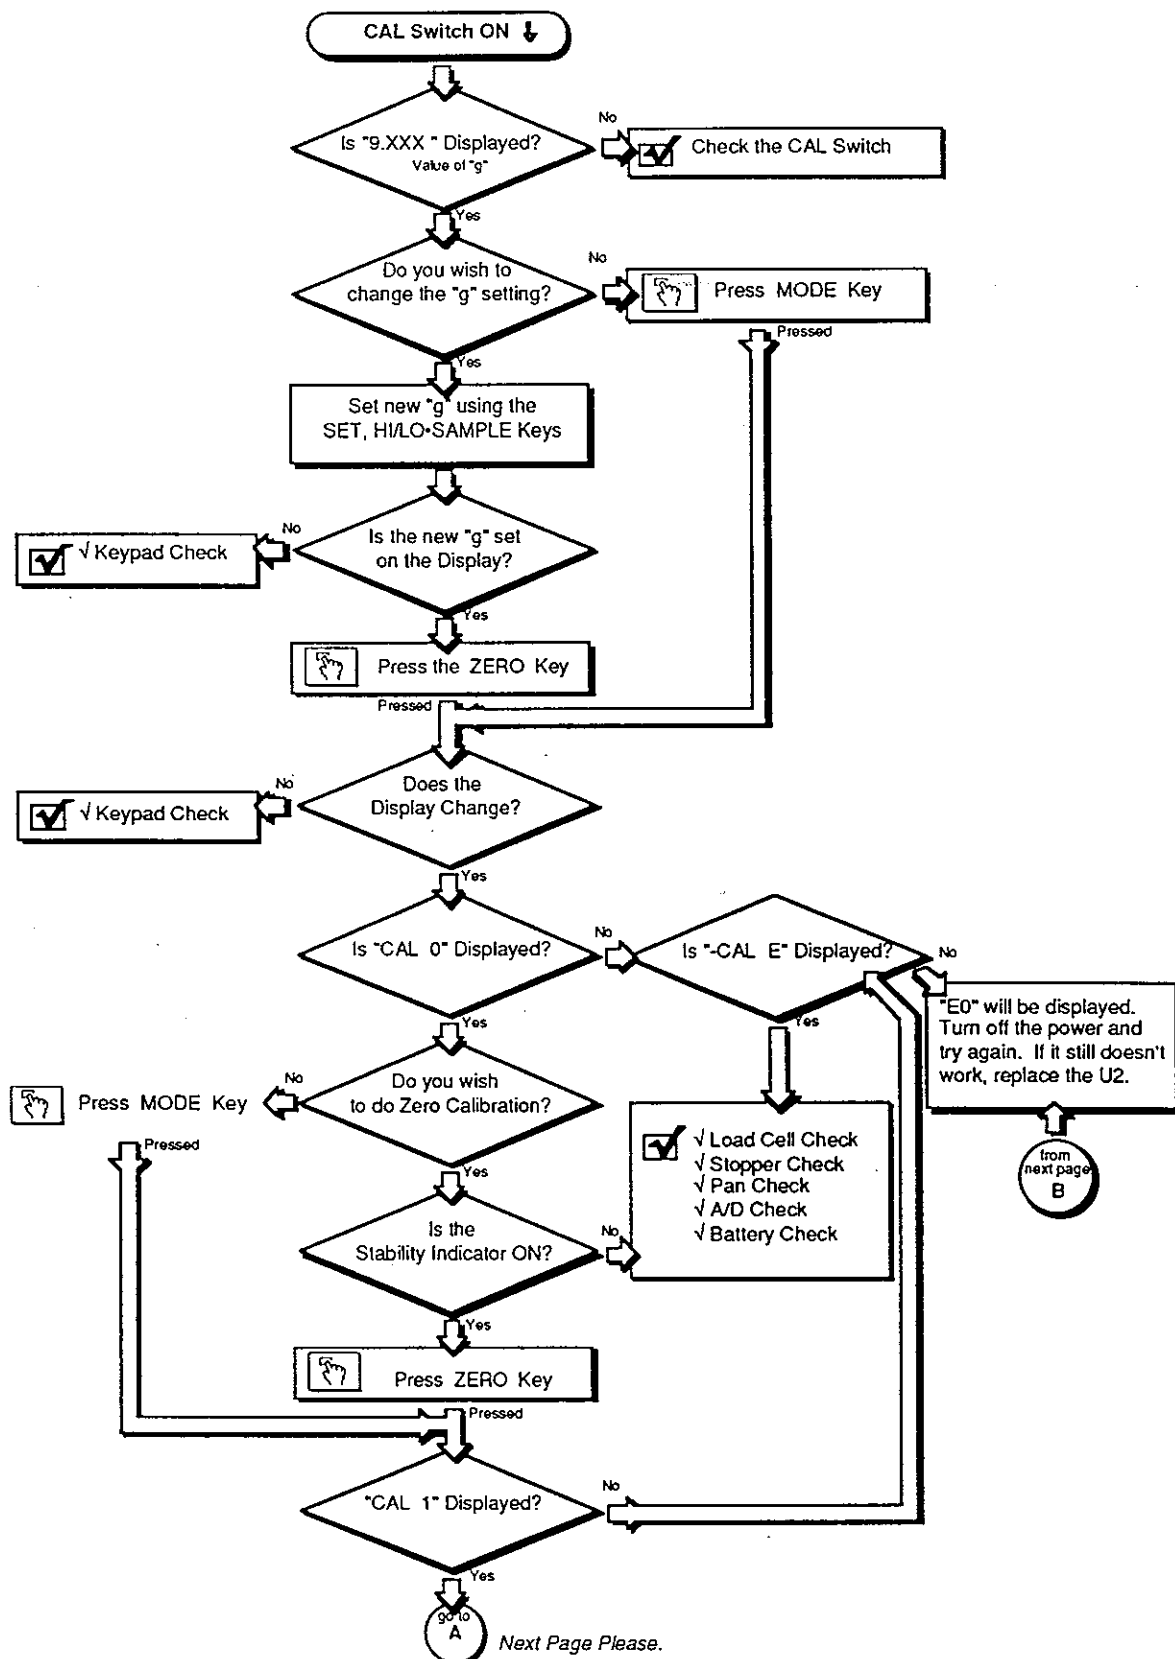 CAL Switch ON ↓
Is "9.XXX " Displayed?
Value of "g"
No
Check the CAL Switch
Yes
Do you wish to
change the "g" setting?
No
Press MODE Key
Pressed
Yes
Set new "g" using the
SET, HI/LO•SAMPLE Keys
Is the new "g" set
on the Display?
No
√ Keypad Check
Yes
Press the ZERO Key
Pressed
Does the
Display Change?
No
√ Keypad Check
Yes
Is "CAL 0" Displayed?
No
Is "-CAL E" Displayed?
No
"E0" will be displayed.
Turn off the power and
try again. If it still doesn't
work, replace the U2.
from
next page
B
Yes
√ Load Cell Check
√ Stopper Check
√ Pan Check
√ A/D Check
√ Battery Check
Yes
Do you wish
to do Zero Calibration?
No
Press MODE Key
Pressed
Yes
Is the
Stability Indicator ON?
No
Yes
Press ZERO Key
Pressed
"CAL 1" Displayed?
No
Yes
go to
A
Next Page Please.